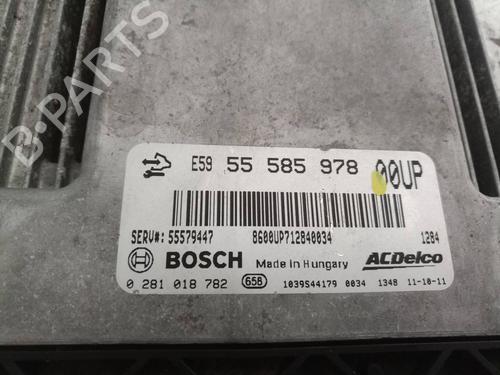 B-PARTS
E59 55 585 978 00UP
SERV#: 55579447 8600UP712840034 1284
BOSCH Made in Hungary ACDelco
0 281 018 782 658 1039S44179 0034 1348 11-10-11